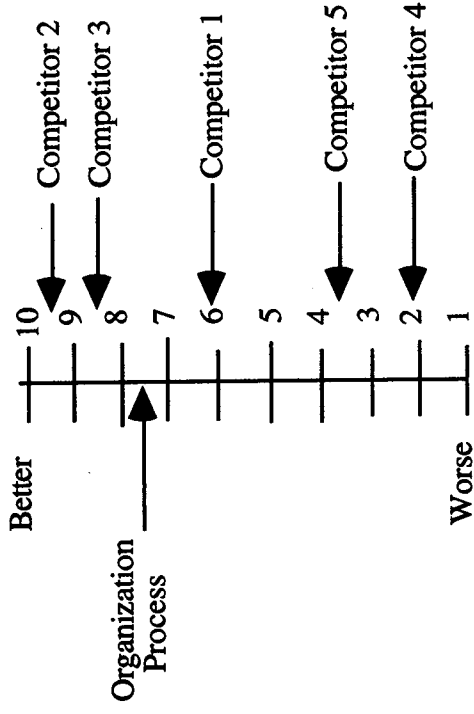 Better
10
Competitor 2
9
Competitor 3
8
Organization
Process
7
6
Competitor 1
5
4
Competitor 5
3
2
Competitor 4
1
Worse